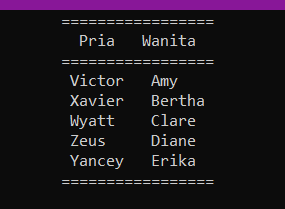 =================
Pria Wanita
=================
Victor Amy
Xavier Bertha
Wyatt Clare
Zeus Diane
Yancey Erika
=================